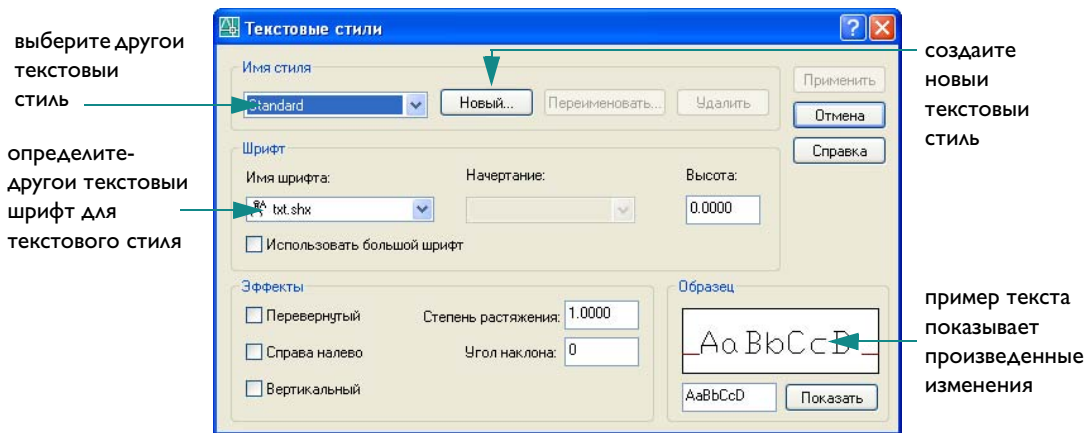 выберите другои
текстовыи
стиль
определите-
другои текстовыи
шрифт для
текстового стиля
Текстовые стили
Имя стиля
Standard
Новый...
Переименовать...
Удалить
Применить
Отмена
Справка
Шрифт
Имя шрифта:
Начертание:
Высота:
txt.shx
0.0000
Использовать большой шрифт
Эффекты
Перевернутый
Степень растяжения: 1.0000
Справа налево
Угол наклона: 0
Вертикальный
Образец
AaBbCcD
AaBbCcD
Показать
создаите
новыи
текстовыи
стиль
пример текста
показывает
произведенные
изменения